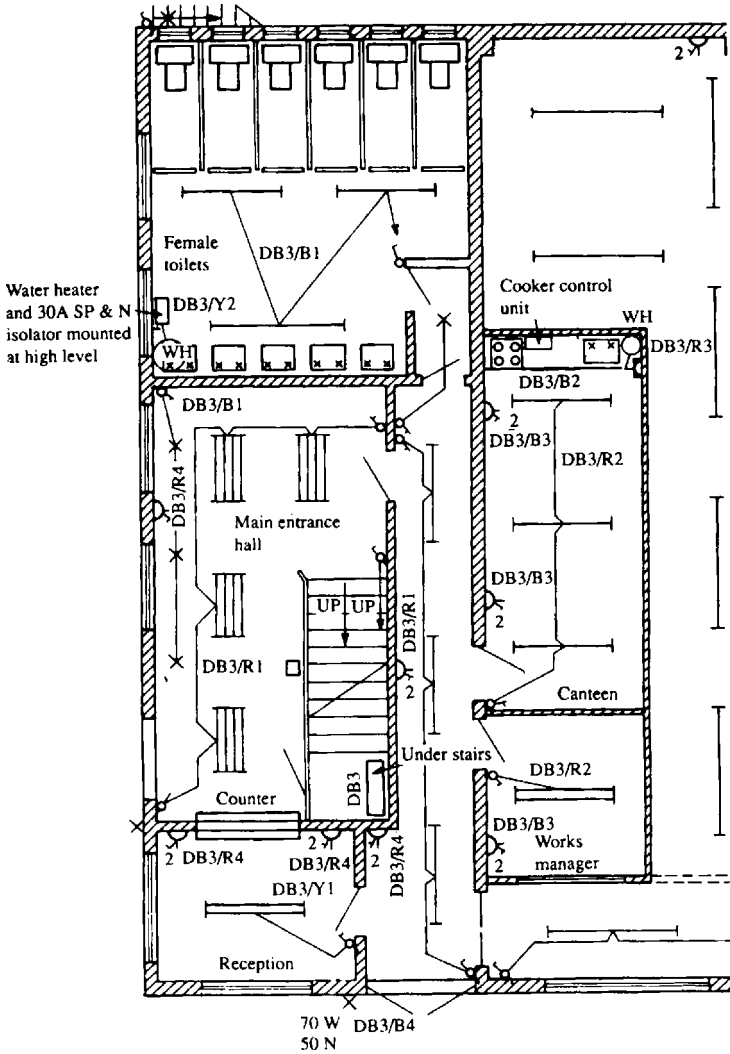 2
Female
toilets
DB3/B1
Water heater
and 30A SP & N
isolator mounted
at high level
DB3/Y2
WH
Cooker control
unit
WH
DB3/R3
DB3/B2
DB3/B1
2
DB3/B3
DB3/R2
DB3/R4
Main entrance
hall
DB3/B3
2
UP
UP
DB3/R1
DB3/R1
2
Canteen
Under stairs
DB3
DB3/R2
Counter
DB3/B3
2
Works
manager
2
DB3/R4
DB3/R4
2
2
DB3/R4
DB3/Y1
Reception
70 W
50 N
DB3/B4